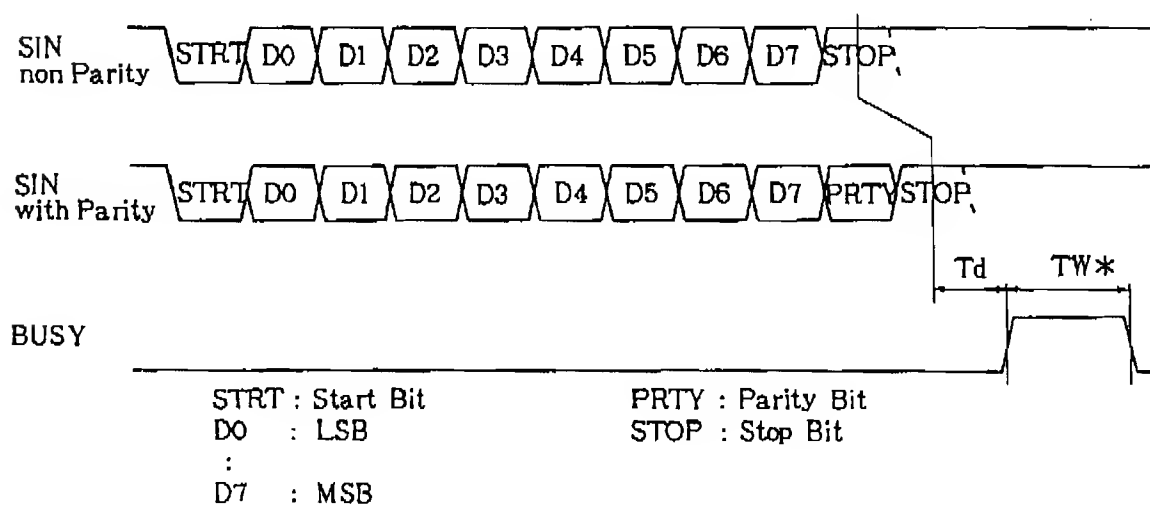 SIN non Parity
STRT D0 D1 D2 D3 D4 D5 D6 D7 STOP
SIN with Parity
STRT D0 D1 D2 D3 D4 D5 D6 D7 PRTY STOP
Td TW*
BUSY
STRT : Start Bit PRTY : Parity Bit
D0 : LSB STOP : Stop Bit
:
D7 : MSB